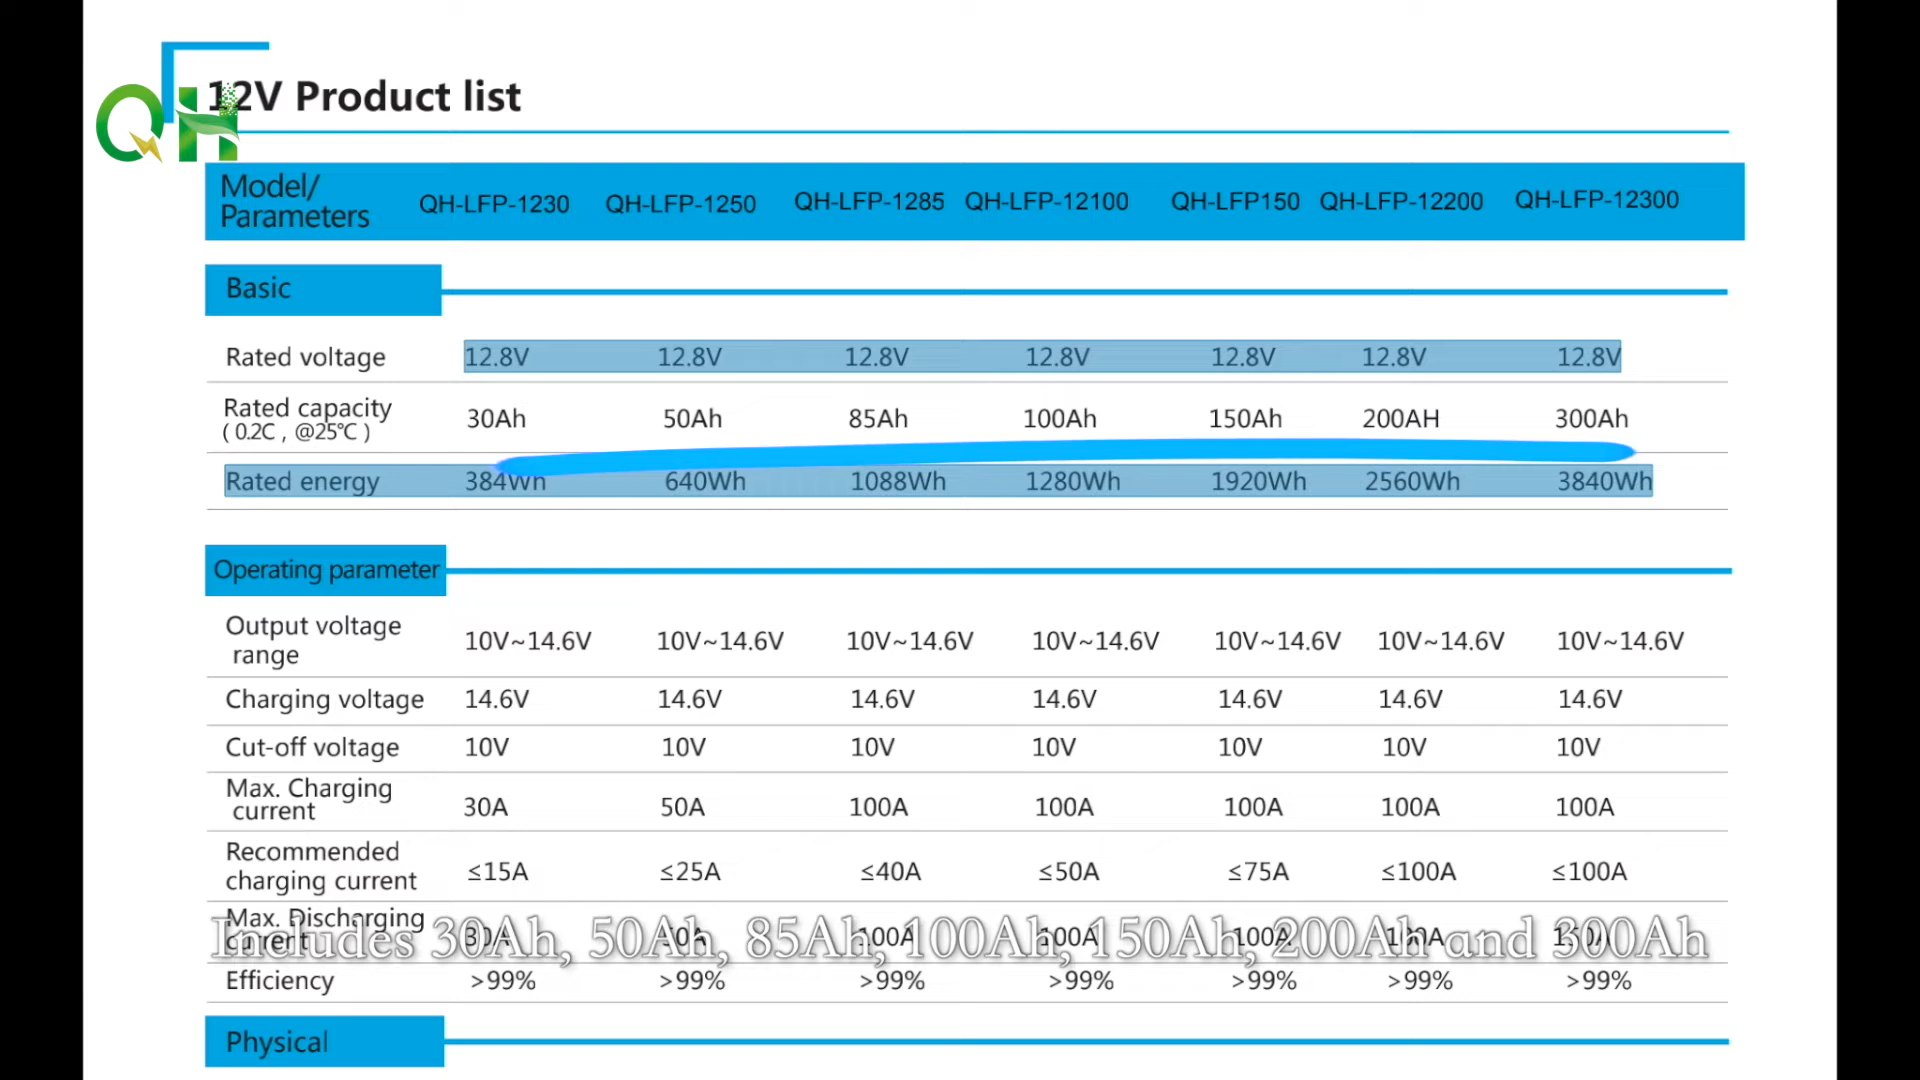 QH
12V Product list
Model/
Parameters
QH-LFP-1230 QH-LFP-1250 QH-LFP-1285 QH-LFP-12100 QH-LFP150 QH-LFP-12200 QH-LFP-12300
Basic
Rated voltage 12.8V 12.8V 12.8V 12.8V 12.8V 12.8V 12.8V
Rated capacity
( 0.2C , @25℃ )
30Ah 50Ah 85Ah 100Ah 150Ah 200AH 300Ah
Rated energy 384Wh 640Wh 1088Wh 1280Wh 1920Wh 2560Wh 3840Wh
Operating parameter
Output voltage
range
10V~14.6V 10V~14.6V 10V~14.6V 10V~14.6V 10V~14.6V 10V~14.6V 10V~14.6V
Charging voltage 14.6V 14.6V 14.6V 14.6V 14.6V 14.6V 14.6V
Cut-off voltage 10V 10V 10V 10V 10V 10V 10V
Max. Charging
current
30A 50A 100A 100A 100A 100A 100A
Recommended
charging current
≤15A ≤25A ≤40A ≤50A ≤75A ≤100A ≤100A
Max. Discharging
current
Includes 30Ah, 50Ah, 85Ah, 100Ah, 150Ah, 200Ah and 300Ah
Efficiency >99% >99% >99% >99% >99% >99% >99%
Physical